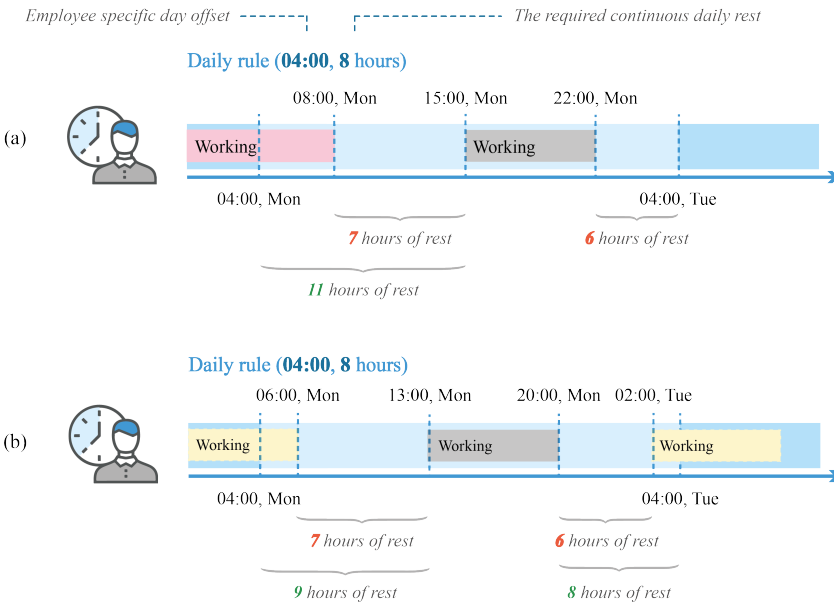 Employee specific day offset
The required continuous daily rest
Daily rule (04:00, 8 hours)
08:00, Mon
15:00, Mon
22:00, Mon
(a)
Working
Working
04:00, Mon
04:00, Tue
7 hours of rest
6 hours of rest
11 hours of rest
Daily rule (04:00, 8 hours)
06:00, Mon
13:00, Mon
20:00, Mon
02:00, Tue
(b)
Working
Working
Working
04:00, Mon
04:00, Tue
7 hours of rest
6 hours of rest
9 hours of rest
8 hours of rest